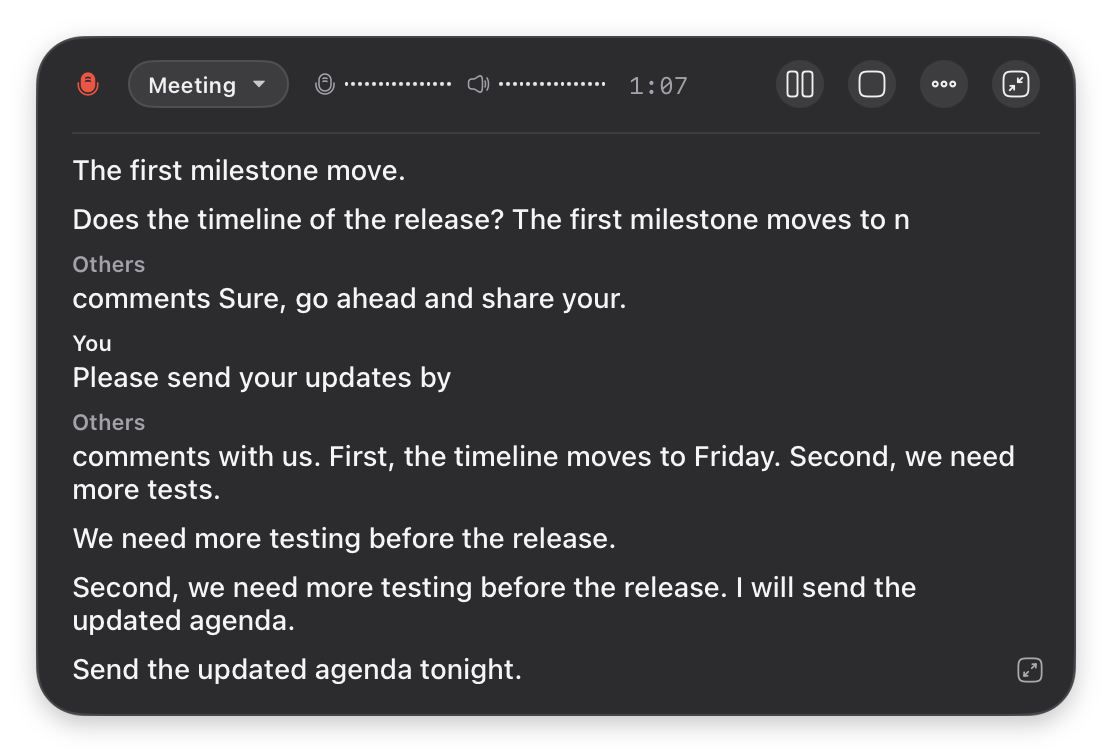 Meeting
1:07
The first milestone move.
Does the timeline of the release? The first milestone moves to n
Others
comments Sure, go ahead and share your.
You
Please send your updates by
Others
comments with us. First, the timeline moves to Friday. Second, we need
more tests.
We need more testing before the release.
Second, we need more testing before the release. I will send the
updated agenda.
Send the updated agenda tonight.